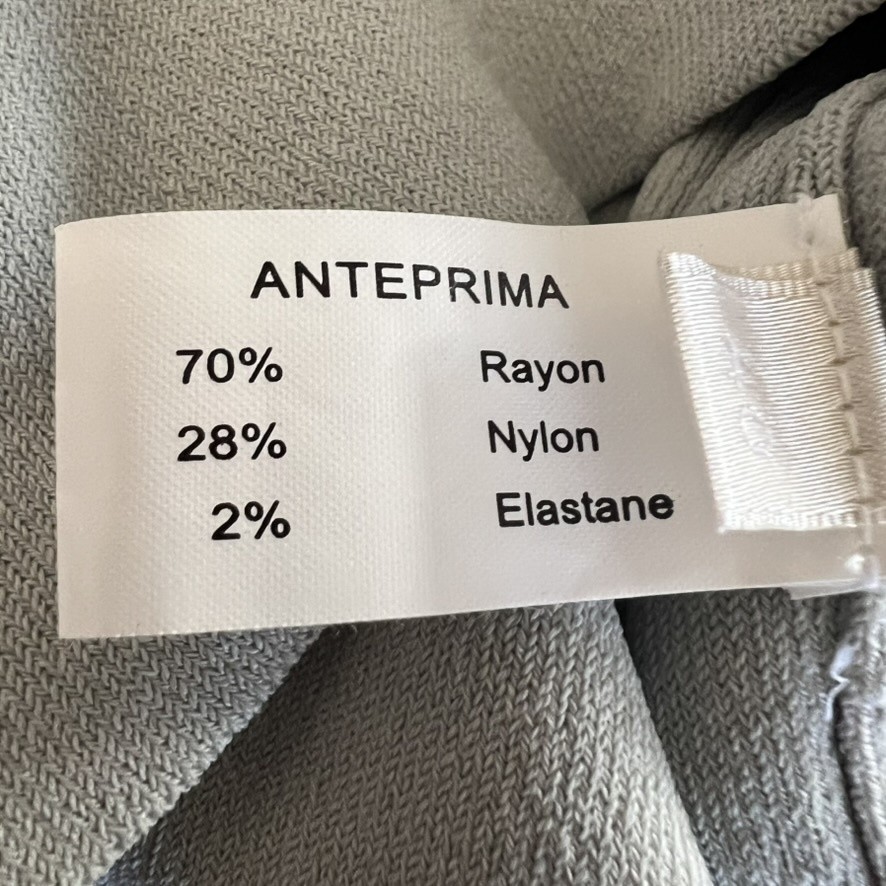 ANTEPRIMA
70% Rayon
28% Nylon
2% Elastane